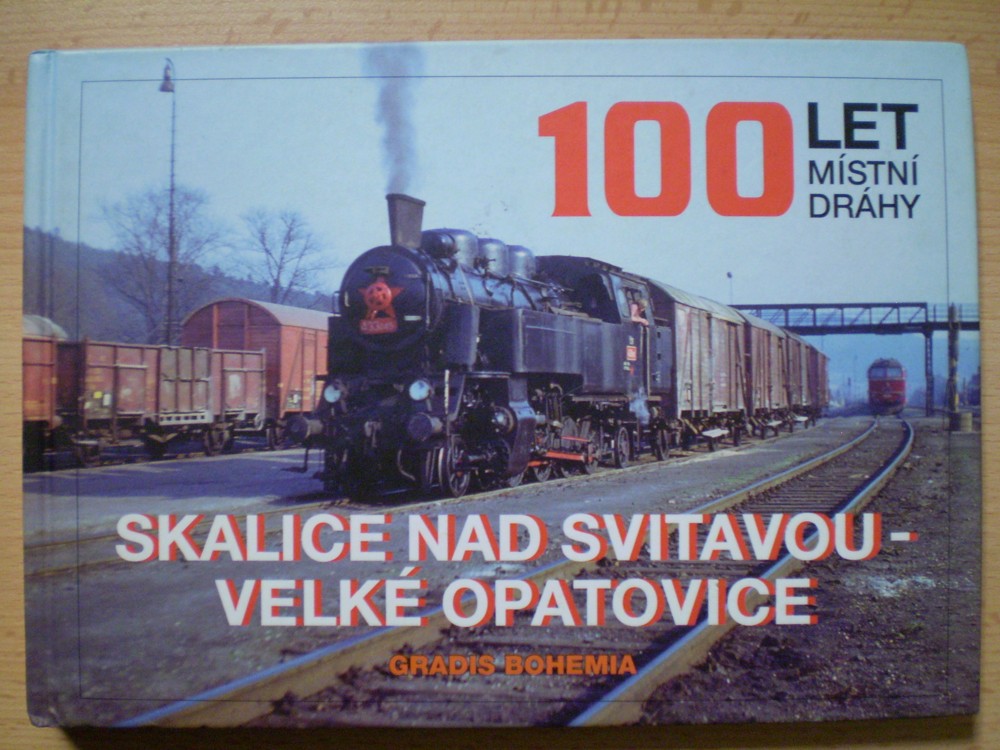 100 LET
MÍSTNÍ
DRÁHY
SKALICE NAD SVITAVOU -
VELKÉ OPATOVICE
GRADIS BOHEMIA